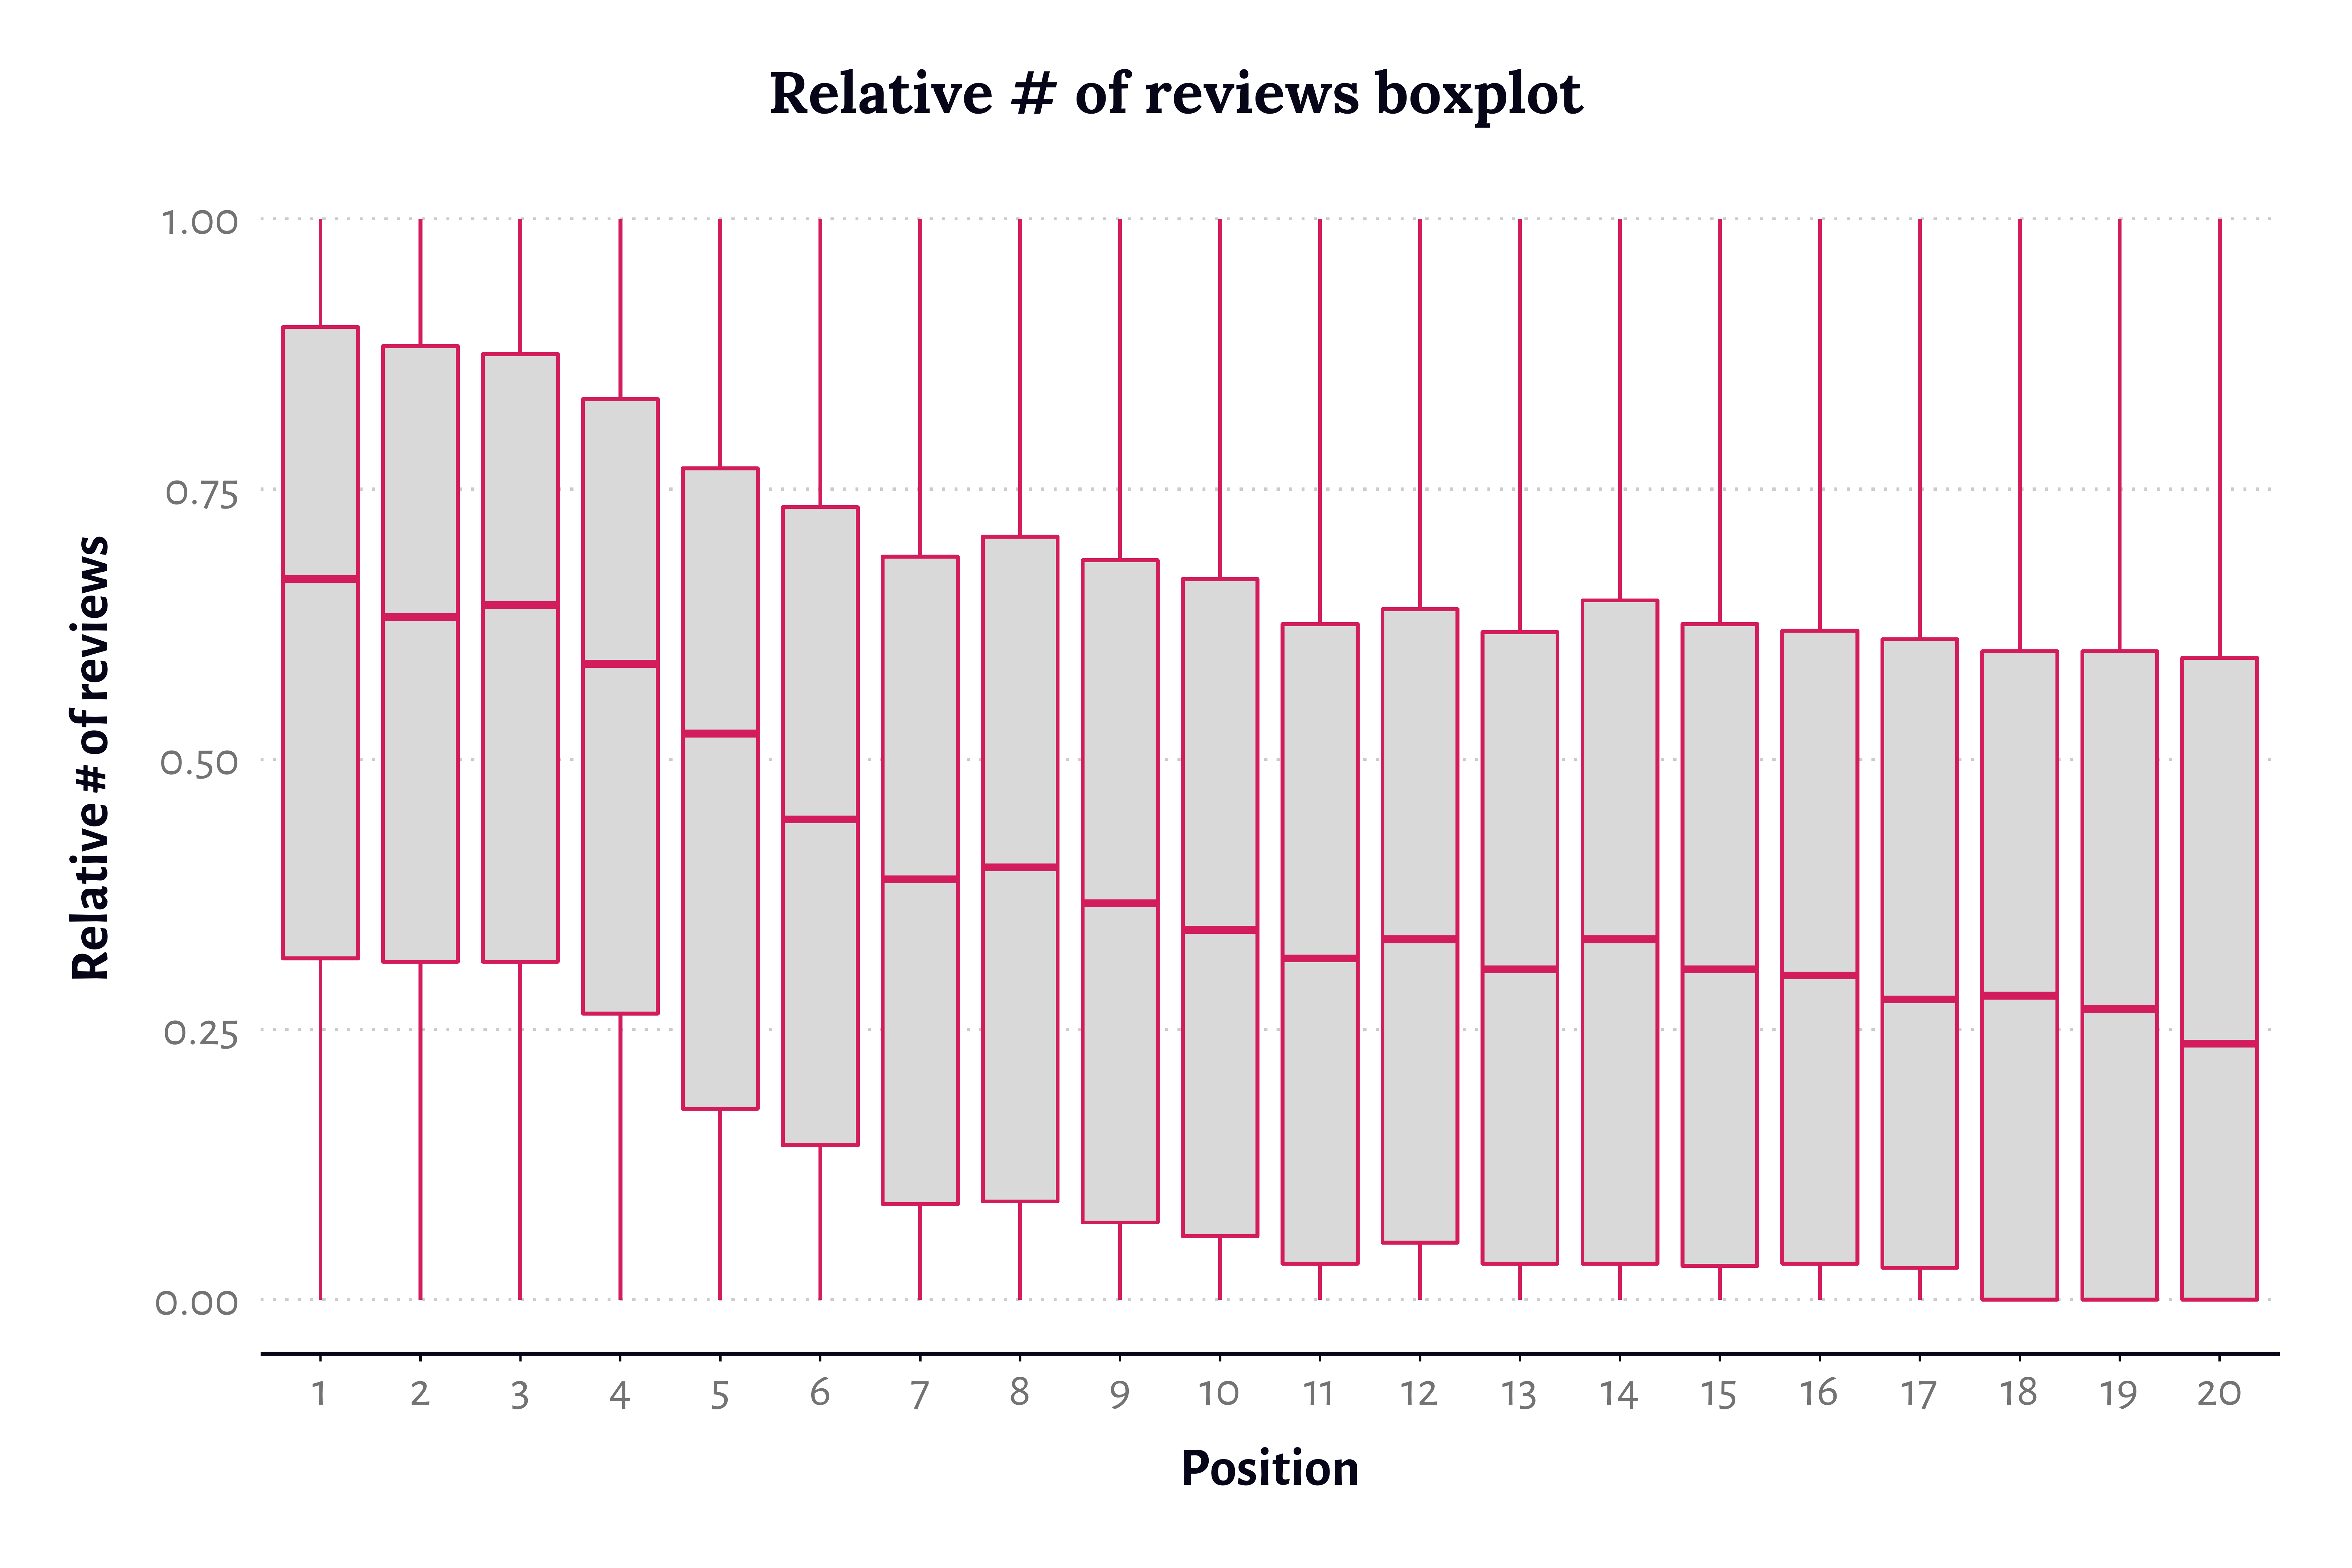 Relative # of reviews boxplot
1.00
0.75
0.50
0.25
0.00
Relative # of reviews
1 2 3 4 5 6 7 8 9 10 11 12 13 14 15 16 17 18 19 20
Position